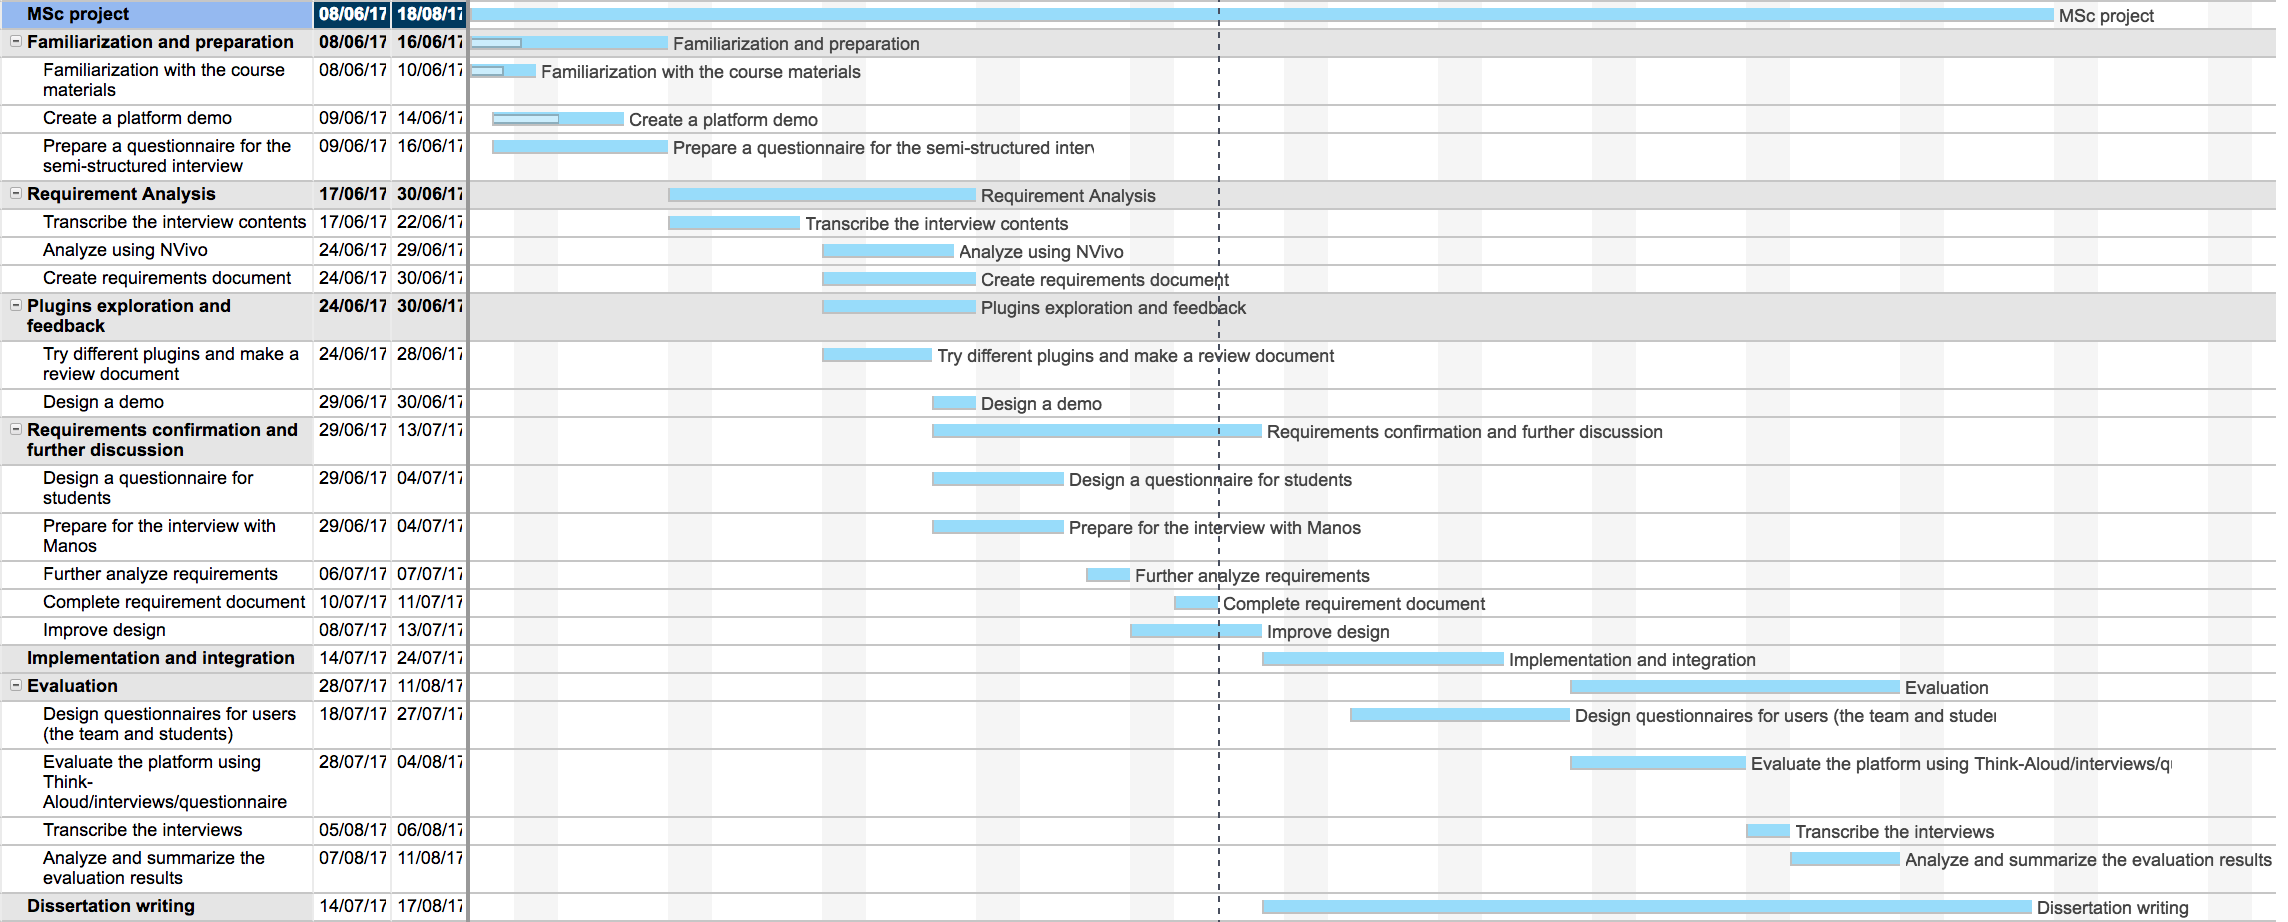 MSc project 08/06/17 18/08/17 MSc project
Familiarization and preparation 08/06/17 16/06/17 Familiarization and preparation
Familiarization with the course 08/06/17 10/06/17 Familiarization with the course materials
materials
Create a platform demo 09/06/17 14/06/17 Create a platform demo
Prepare a questionnaire for the 09/06/17 16/06/17 Prepare a questionnaire for the semi-structured interv
semi-structured interview
Requirement Analysis 17/06/17 30/06/17 Requirement Analysis
Transcribe the interview contents 17/06/17 22/06/17 Transcribe the interview contents
Analyze using NVivo 24/06/17 29/06/17 Analyze using NVivo
Create requirements document 24/06/17 30/06/17 Create requirements document
Plugins exploration and 24/06/17 30/06/17 Plugins exploration and feedback
feedback
Try different plugins and make a 24/06/17 28/06/17 Try different plugins and make a review document
review document
Design a demo 29/06/17 30/06/17 Design a demo
Requirements confirmation and 29/06/17 13/07/17 Requirements confirmation and further discussion
further discussion
Design a questionnaire for 29/06/17 04/07/17 Design a questionnaire for students
students
Prepare for the interview with 29/06/17 04/07/17 Prepare for the interview with Manos
Manos
Further analyze requirements 06/07/17 07/07/17 Further analyze requirements
Complete requirement document 10/07/17 11/07/17 Complete requirement document
Improve design 08/07/17 13/07/17 Improve design
Implementation and integration 14/07/17 24/07/17 Implementation and integration
Evaluation 28/07/17 11/08/17 Evaluation
Design questionnaires for users 18/07/17 27/07/17 Design questionnaires for users (the team and studen
(the team and students)
Evaluate the platform using 28/07/17 04/08/17 Evaluate the platform using Think-Aloud/interviews/q
Think-
Aloud/interviews/questionnaire
Transcribe the interviews 05/08/17 06/08/17 Transcribe the interviews
Analyze and summarize the 07/08/17 11/08/17 Analyze and summarize the evaluation results
evaluation results
Dissertation writing 14/07/17 17/08/17 Dissertation writing